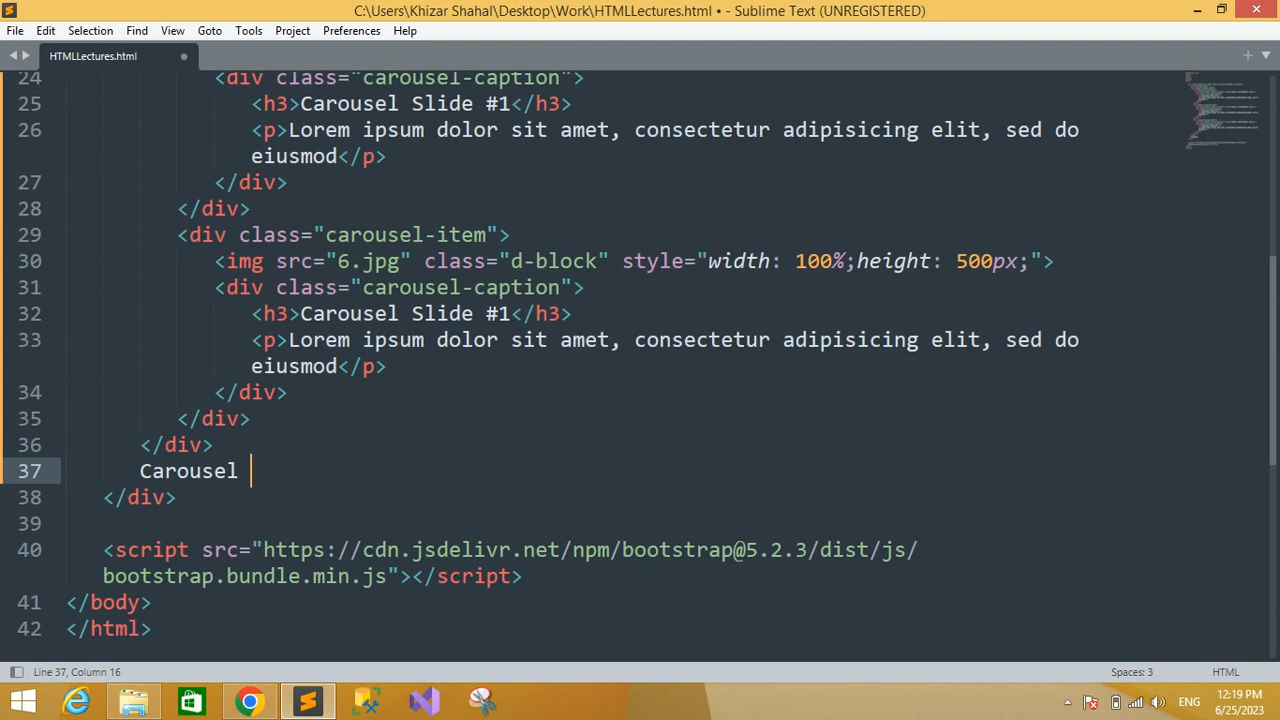 C:\Users\Khizar Shahal\Desktop\Work\HTMLLectures.html • - Sublime Text (UNREGISTERED)
File Edit Selection Find View Goto Tools Project Preferences Help
HTMLLectures.html
24 <div class="carousel-caption">
25 <h3>Carousel Slide #1</h3>
26 <p>Lorem ipsum dolor sit amet, consectetur adipisicing elit, sed do
eiusmod</p>
27 </div>
28 </div>
29 <div class="carousel-item">
30 <img src="6.jpg" class="d-block" style="width: 100%;height: 500px;">
31 <div class="carousel-caption">
32 <h3>Carousel Slide #1</h3>
33 <p>Lorem ipsum dolor sit amet, consectetur adipisicing elit, sed do
eiusmod</p>
34 </div>
35 </div>
36 </div>
37 Carousel
38 </div>
39
40 <script src="https://cdn.jsdelivr.net/npm/bootstrap@5.2.3/dist/js/
bootstrap.bundle.min.js"></script>
41 </body>
42 </html>
Line 37, Column 16 Spaces: 3 HTML
ENG 12:19 PM
6/25/2023